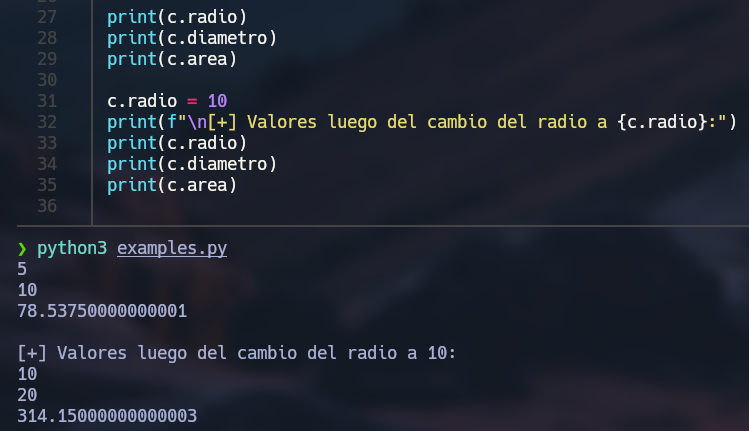 27 print(c.radio)
28 print(c.diametro)
29 print(c.area)
30
31 c.radio = 10
32 print(f"\n[+] Valores luego del cambio del radio a {c.radio}:")
33 print(c.radio)
34 print(c.diametro)
35 print(c.area)
36
❯ python3 examples.py
5
10
78.53750000000001
[+] Valores luego del cambio del radio a 10:
10
20
314.15000000000003